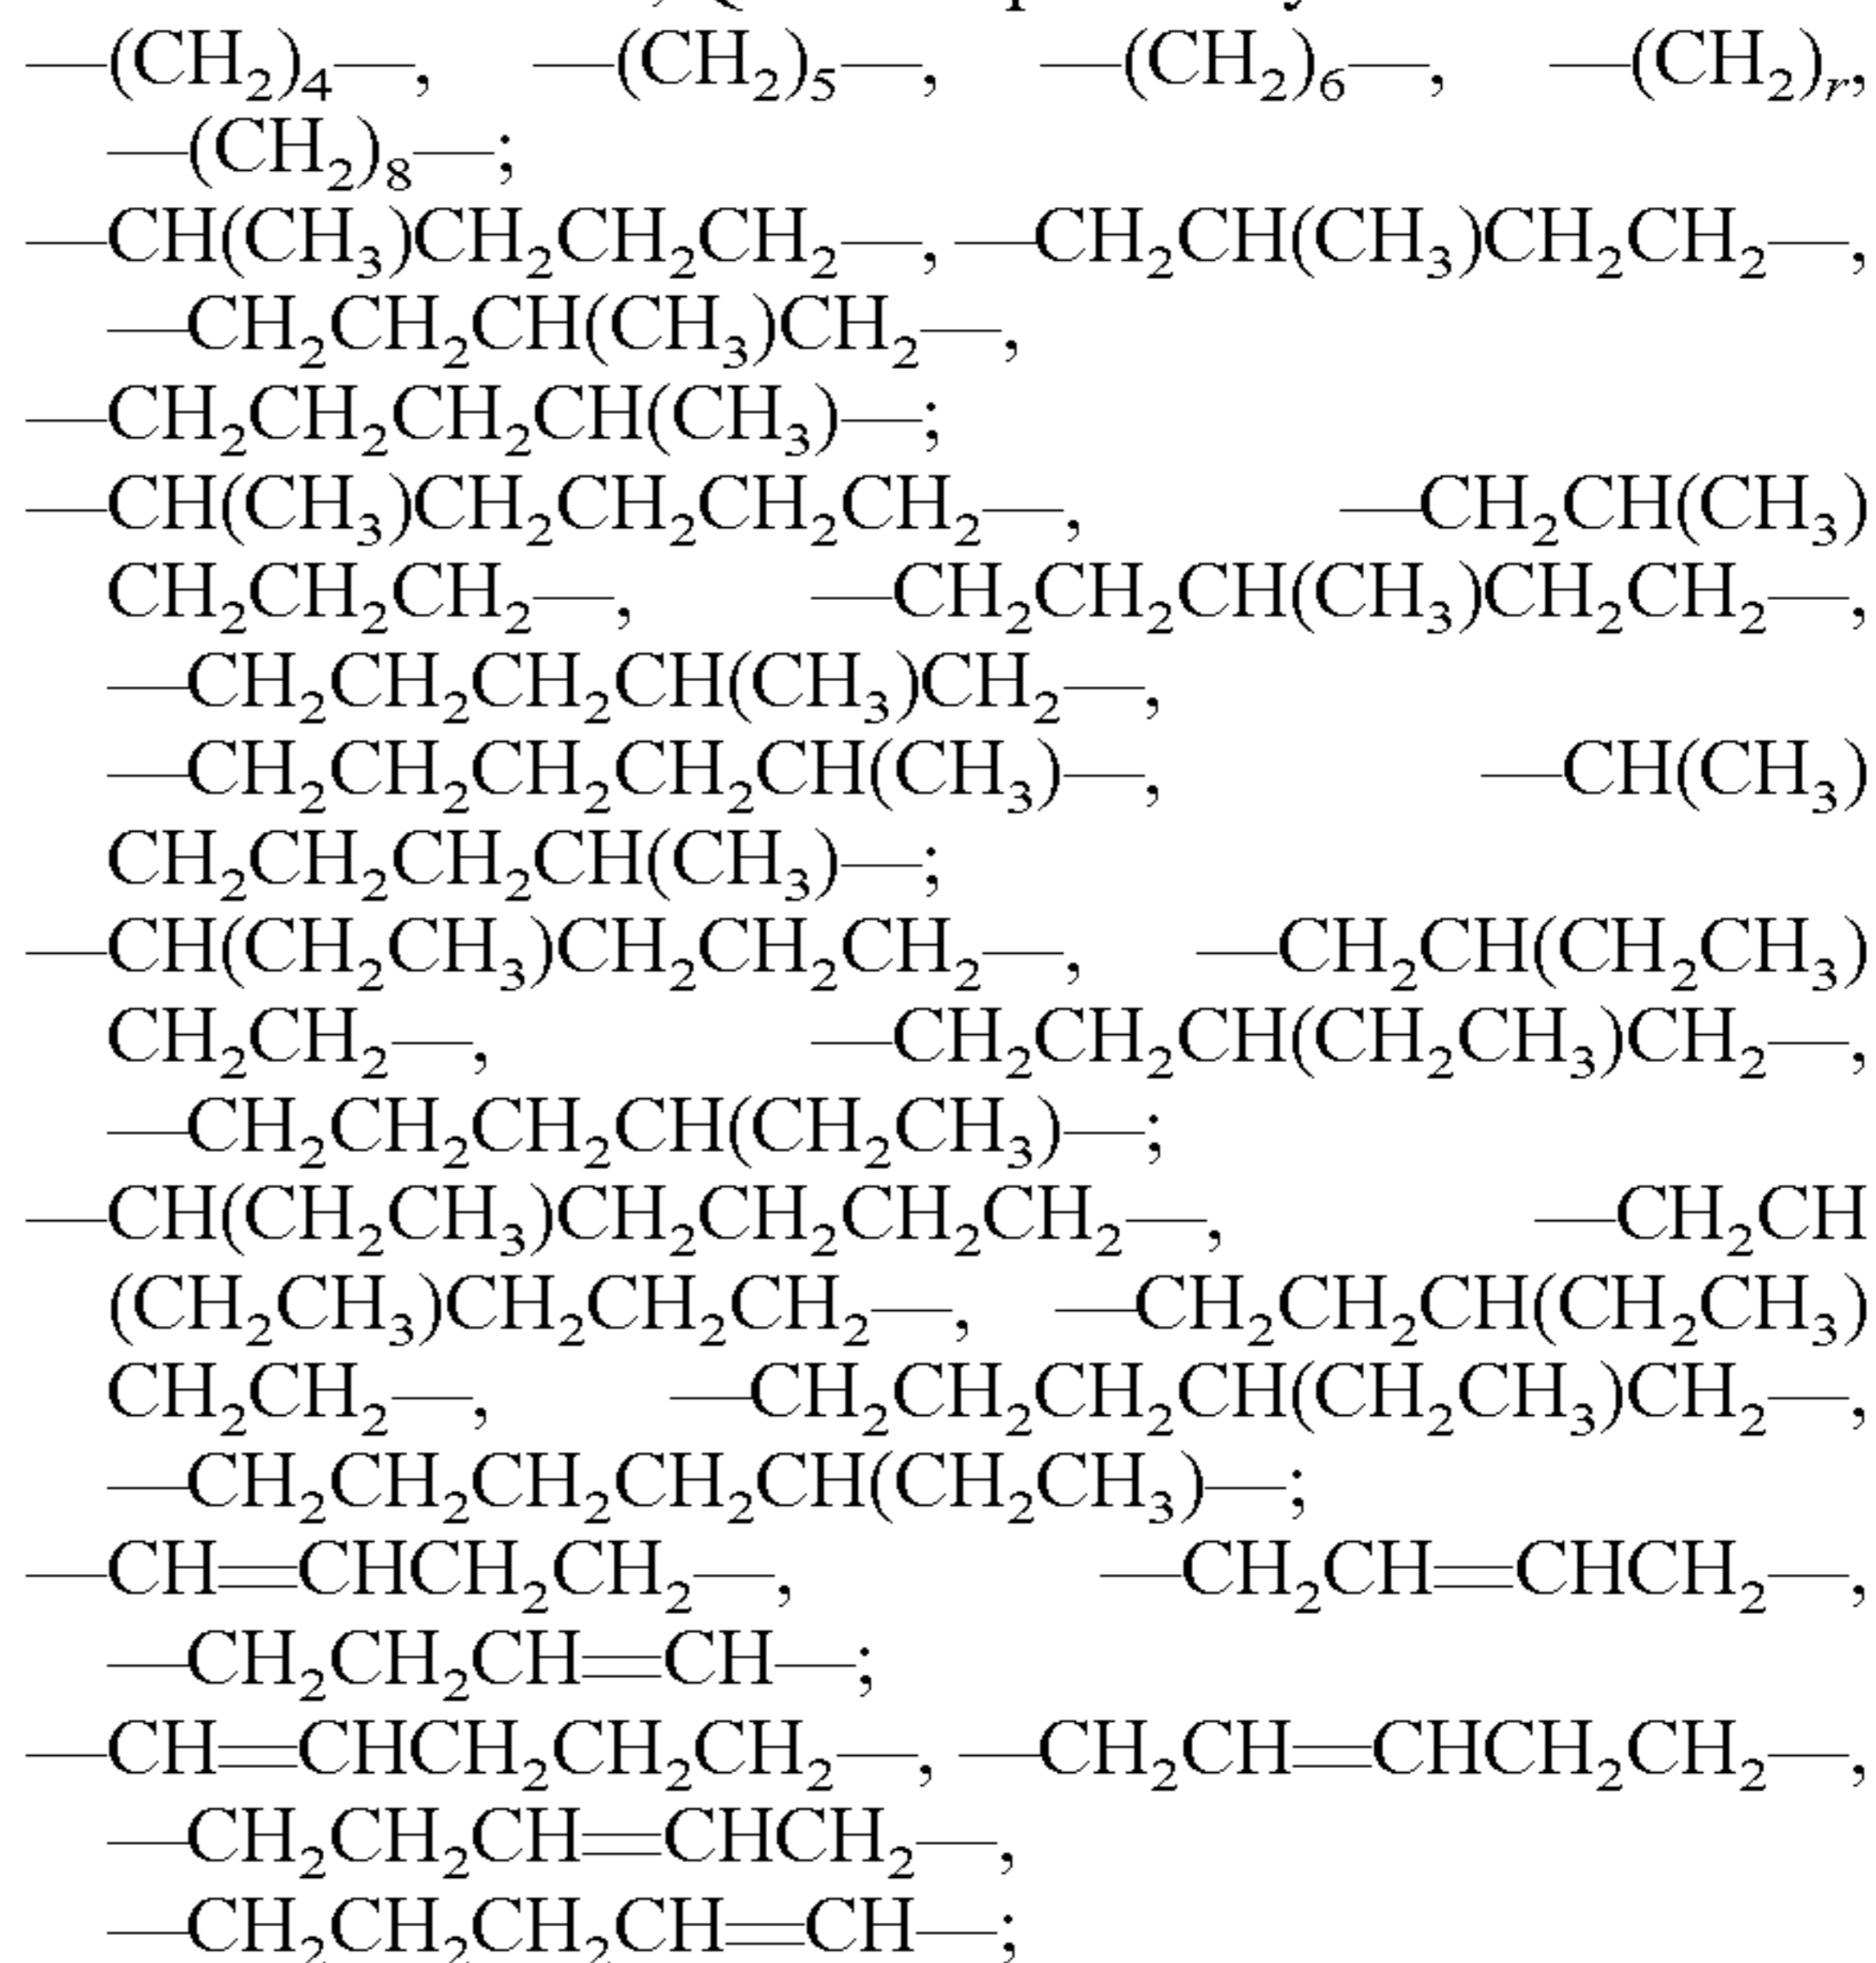 —(CH₂)₄—, —(CH₂)₅—, —(CH₂)₆—, —(CH₂)ᵣ,
—(CH₂)₈—;
—CH(CH₃)CH₂CH₂CH₂—, —CH₂CH(CH₃)CH₂CH₂—,
—CH₂CH₂CH(CH₃)CH₂—,
—CH₂CH₂CH₂CH(CH₃)—;
—CH(CH₃)CH₂CH₂CH₂CH₂—, —CH₂CH(CH₃)
CH₂CH₂CH₂—, —CH₂CH₂CH(CH₃)CH₂CH₂—,
—CH₂CH₂CH₂CH(CH₃)CH₂—,
—CH₂CH₂CH₂CH₂CH(CH₃)—, —CH(CH₃)
CH₂CH₂CH₂CH(CH₃)—;
—CH(CH₂CH₃)CH₂CH₂CH₂—, —CH₂CH(CH₂CH₃)
CH₂CH₂—, —CH₂CH₂CH(CH₂CH₃)CH₂—,
—CH₂CH₂CH₂CH(CH₂CH₃)—;
—CH(CH₂CH₃)CH₂CH₂CH₂CH₂—, —CH₂CH
(CH₂CH₃)CH₂CH₂CH₂—, —CH₂CH₂CH(CH₂CH₃)
CH₂CH₂—, —CH₂CH₂CH₂CH(CH₂CH₃)CH₂—,
—CH₂CH₂CH₂CH₂CH(CH₂CH₃)—;
—CH=CHCH₂CH₂—, —CH₂CH=CHCH₂—,
—CH₂CH₂CH=CH—;
—CH=CHCH₂CH₂CH₂—, —CH₂CH=CHCH₂CH₂—,
—CH₂CH₂CH=CHCH₂—,
—CH₂CH₂CH₂CH=CH—;